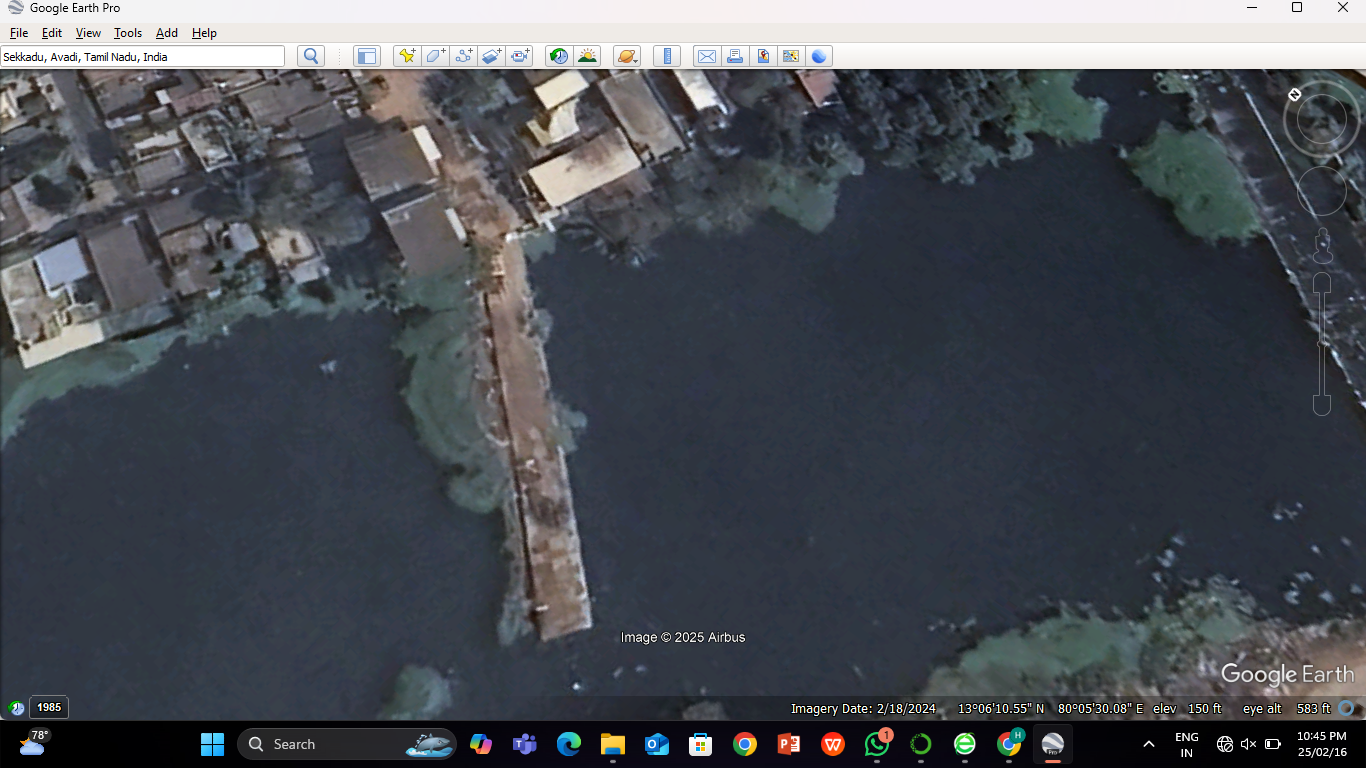 Google Earth Pro
File Edit View Tools Add Help
Sekkadu, Avadi, Tamil Nadu, India
N
Image © 2025 Airbus
Google Earth
1985
Imagery Date: 2/18/2024 13°06'10.55" N 80°05'30.08" E elev 150 ft eye alt 583 ft
78°
Search
1
H
Pro
ENG
IN
10:45 PM
25/02/16